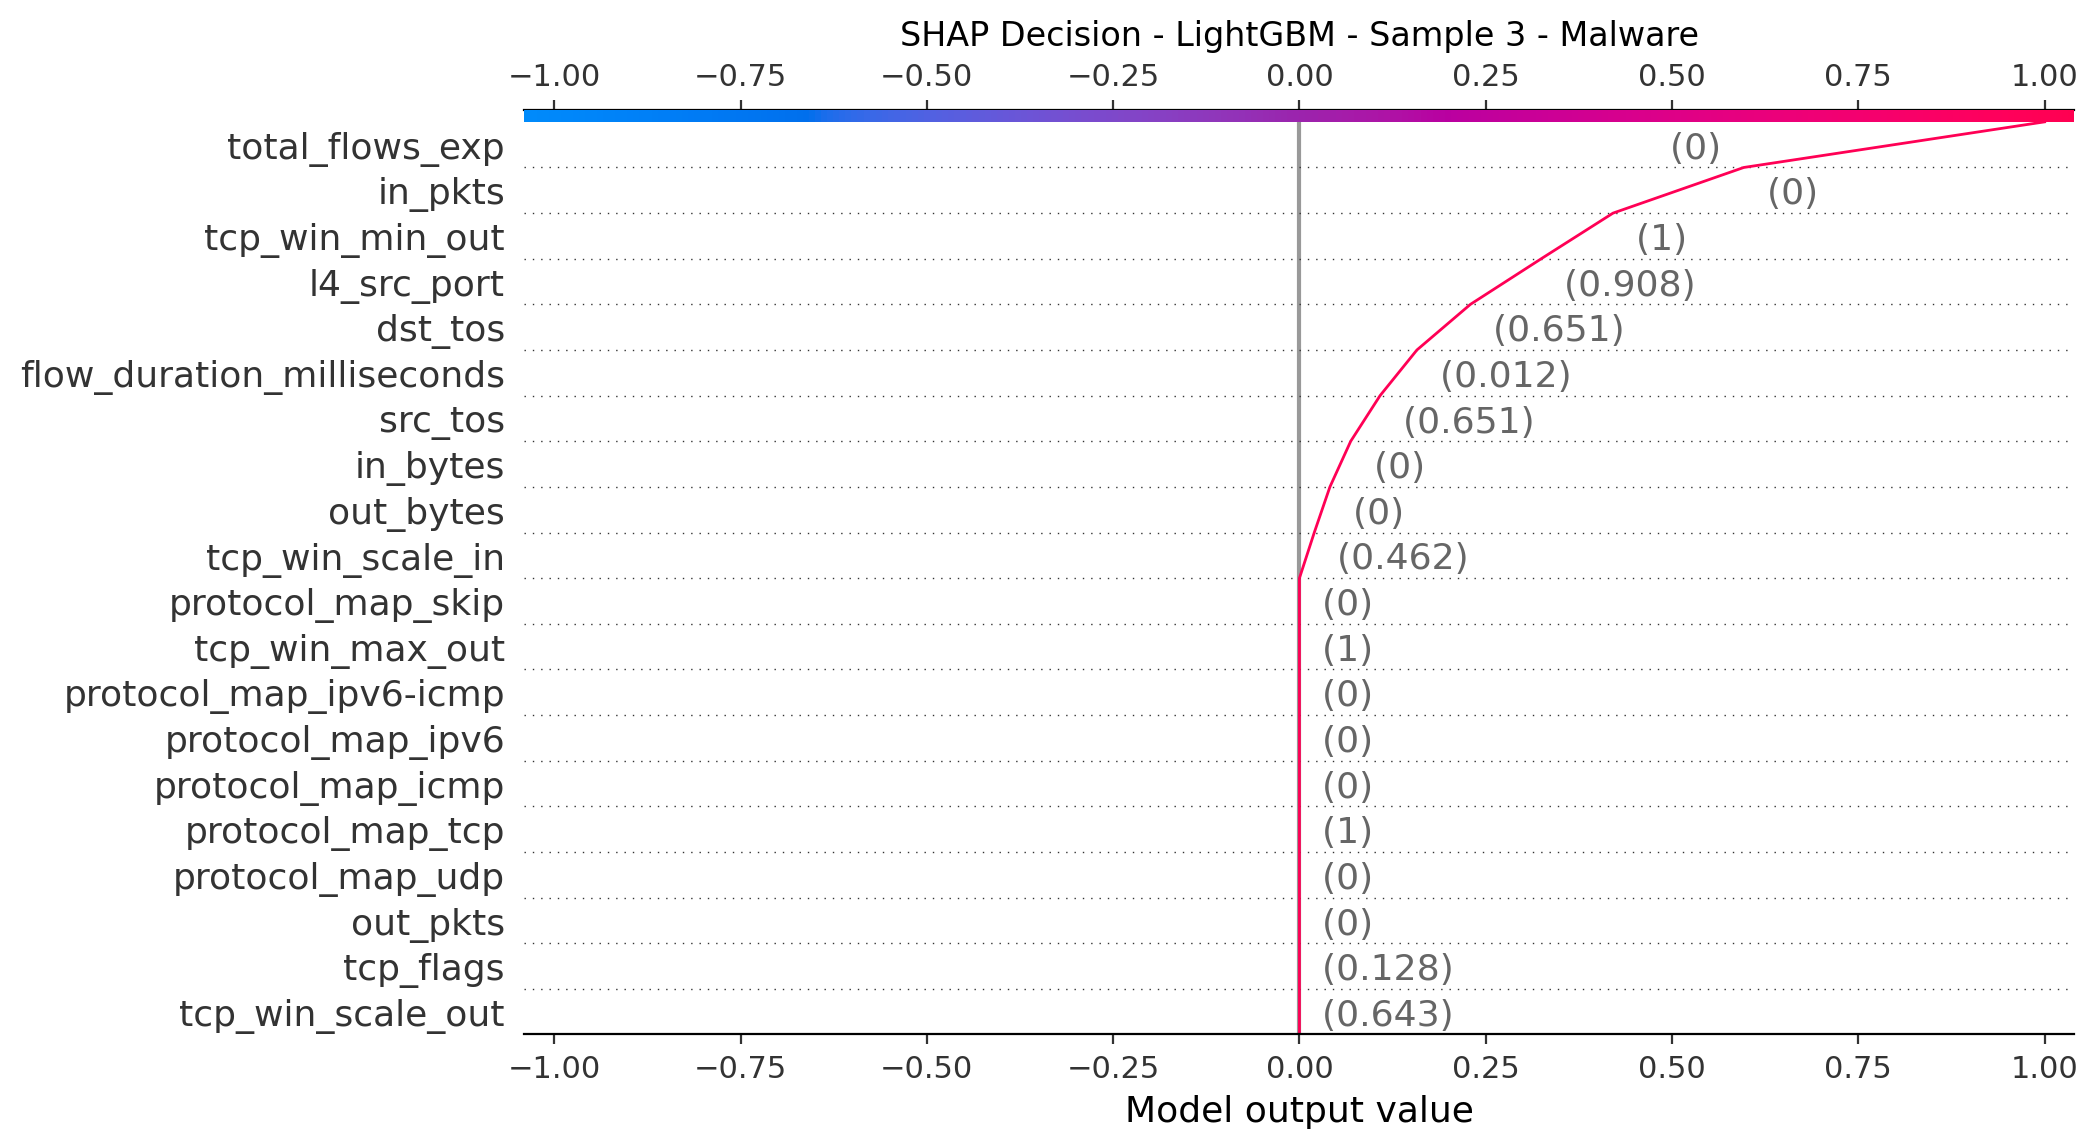 SHAP Decision - LightGBM - Sample 3 - Malware
−1.00 −0.75 −0.50 −0.25 0.00 0.25 0.50 0.75 1.00
total_flows_exp (0)
in_pkts (0)
tcp_win_min_out (1)
l4_src_port (0.908)
dst_tos (0.651)
flow_duration_milliseconds (0.012)
src_tos (0.651)
in_bytes (0)
out_bytes (0)
tcp_win_scale_in (0.462)
protocol_map_skip (0)
tcp_win_max_out (1)
protocol_map_ipv6-icmp (0)
protocol_map_ipv6 (0)
protocol_map_icmp (0)
protocol_map_tcp (1)
protocol_map_udp (0)
out_pkts (0)
tcp_flags (0.128)
tcp_win_scale_out (0.643)
−1.00 −0.75 −0.50 −0.25 0.00 0.25 0.50 0.75 1.00
Model output value